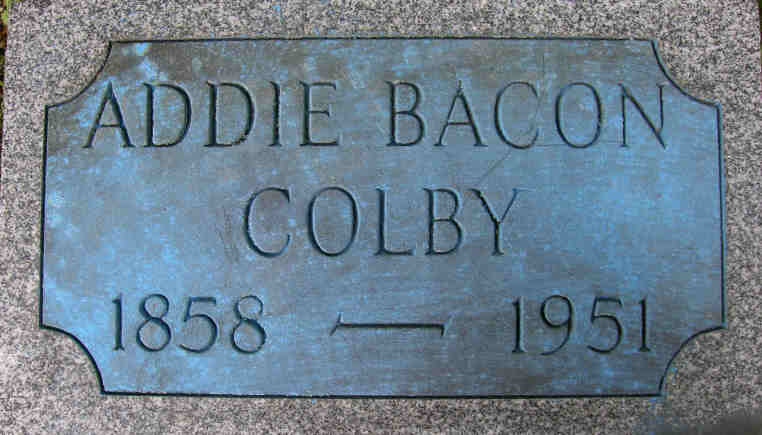 ADDIE BACON
COLBY
1858 — 1951